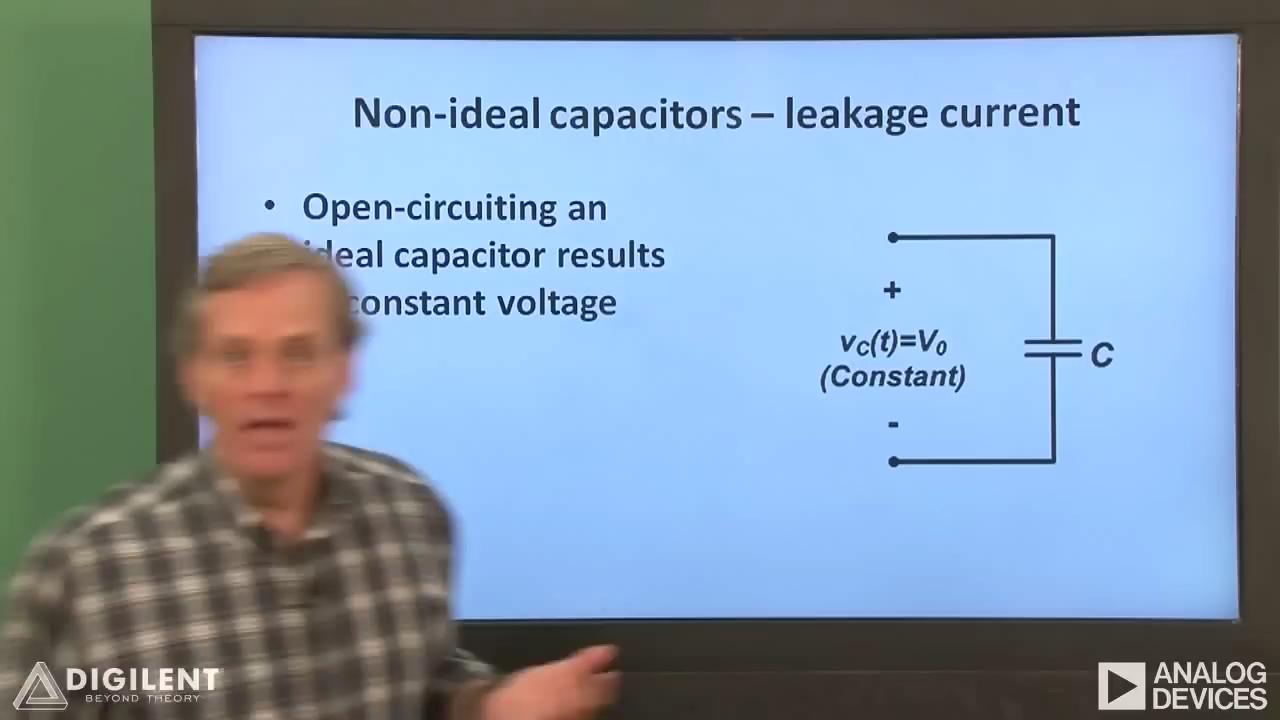 Non-ideal capacitors – leakage current
• Open-circuiting an
ideal capacitor results
constant voltage
+
vC(t)=V0
(Constant)
-
C
DIGILENT
BEYOND THEORY
ANALOG
DEVICES